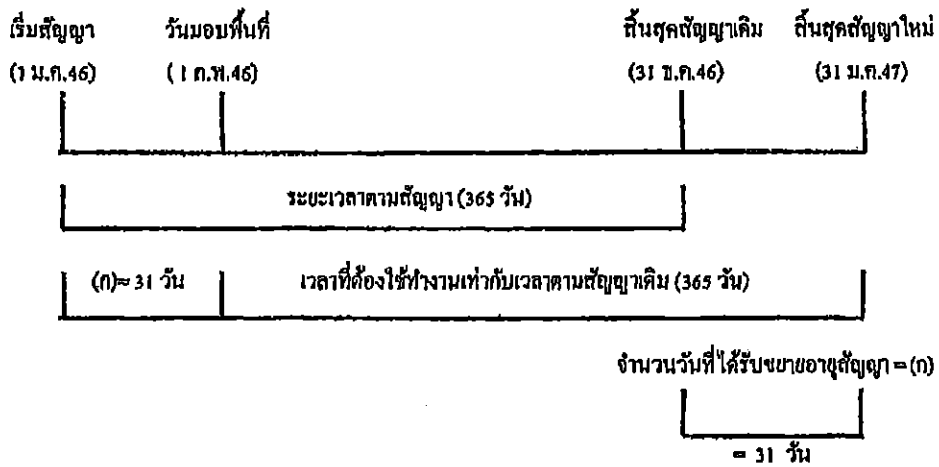 เริ่มสัญญา วันมอบพื้นที่ สิ้นสุดสัญญาเดิม สิ้นสุดสัญญาใหม่
(1 ม.ค.46) (1 ก.พ.46) (31 ธ.ค.46) (31 ม.ค.47)
ระยะเวลาตามสัญญา (365 วัน)
(ก)= 31 วัน เวลาที่ต้องใช้ทำงานเท่ากับเวลาตามสัญญาเดิม (365 วัน)
จำนวนวันที่ได้รับขยายอายุสัญญา = (ก)
= 31 วัน